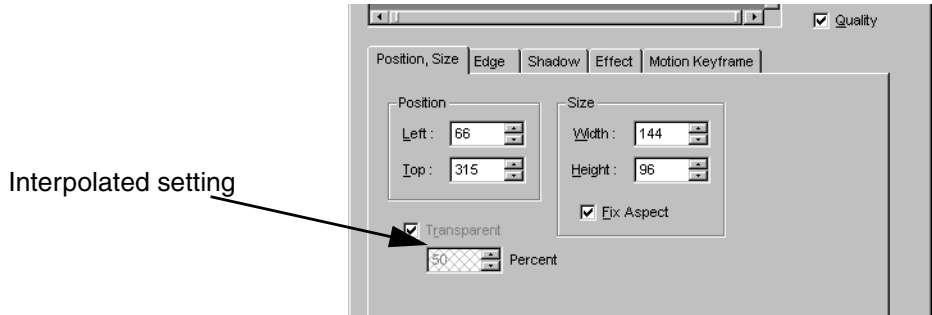 Quality
Position, Size Edge Shadow Effect Motion Keyframe
Position Size
Left : 66 Width : 144
Top : 315 Height : 96
Interpolated setting
Fix Aspect
Transparent
50 Percent